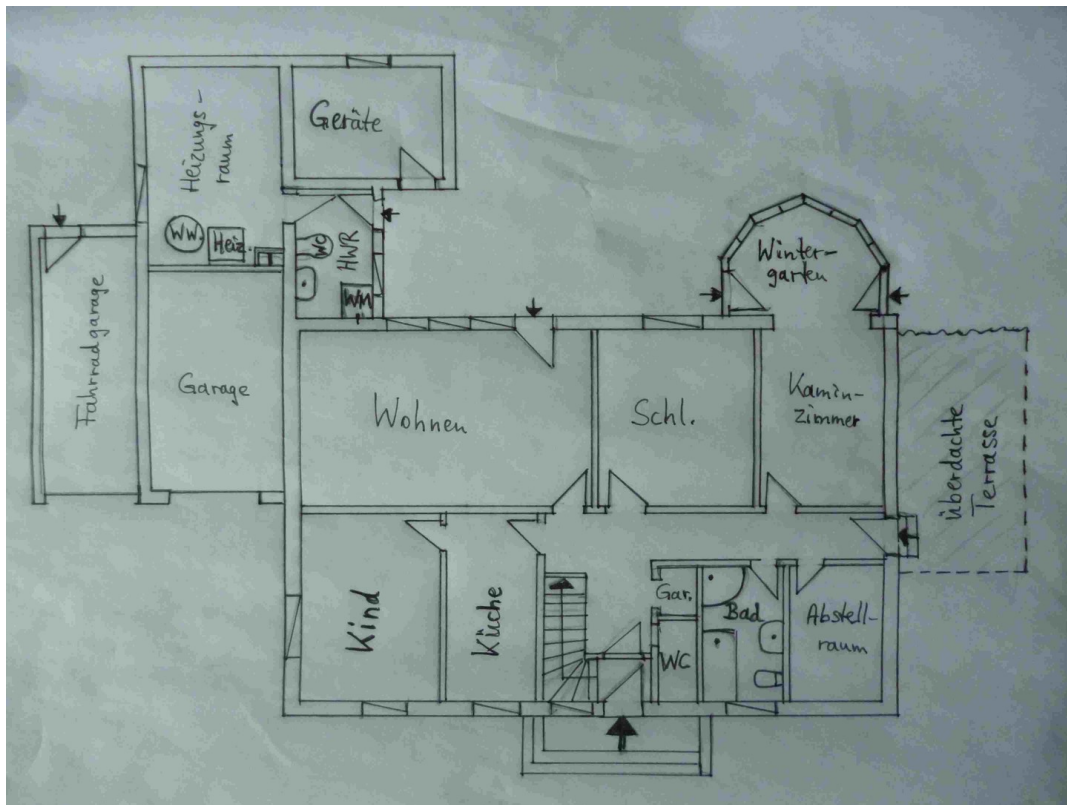 Geräte
Heizungs-
raum
WW.
Heiz.
WC
HWR
WM
Winter-
garten
Fahrradgarage
Garage
Wohnen
Schl.
Kamin-
zimmer
überdachte
Terrasse
Kind
Küche
Gar.
Bad
WC
Abstell-
raum